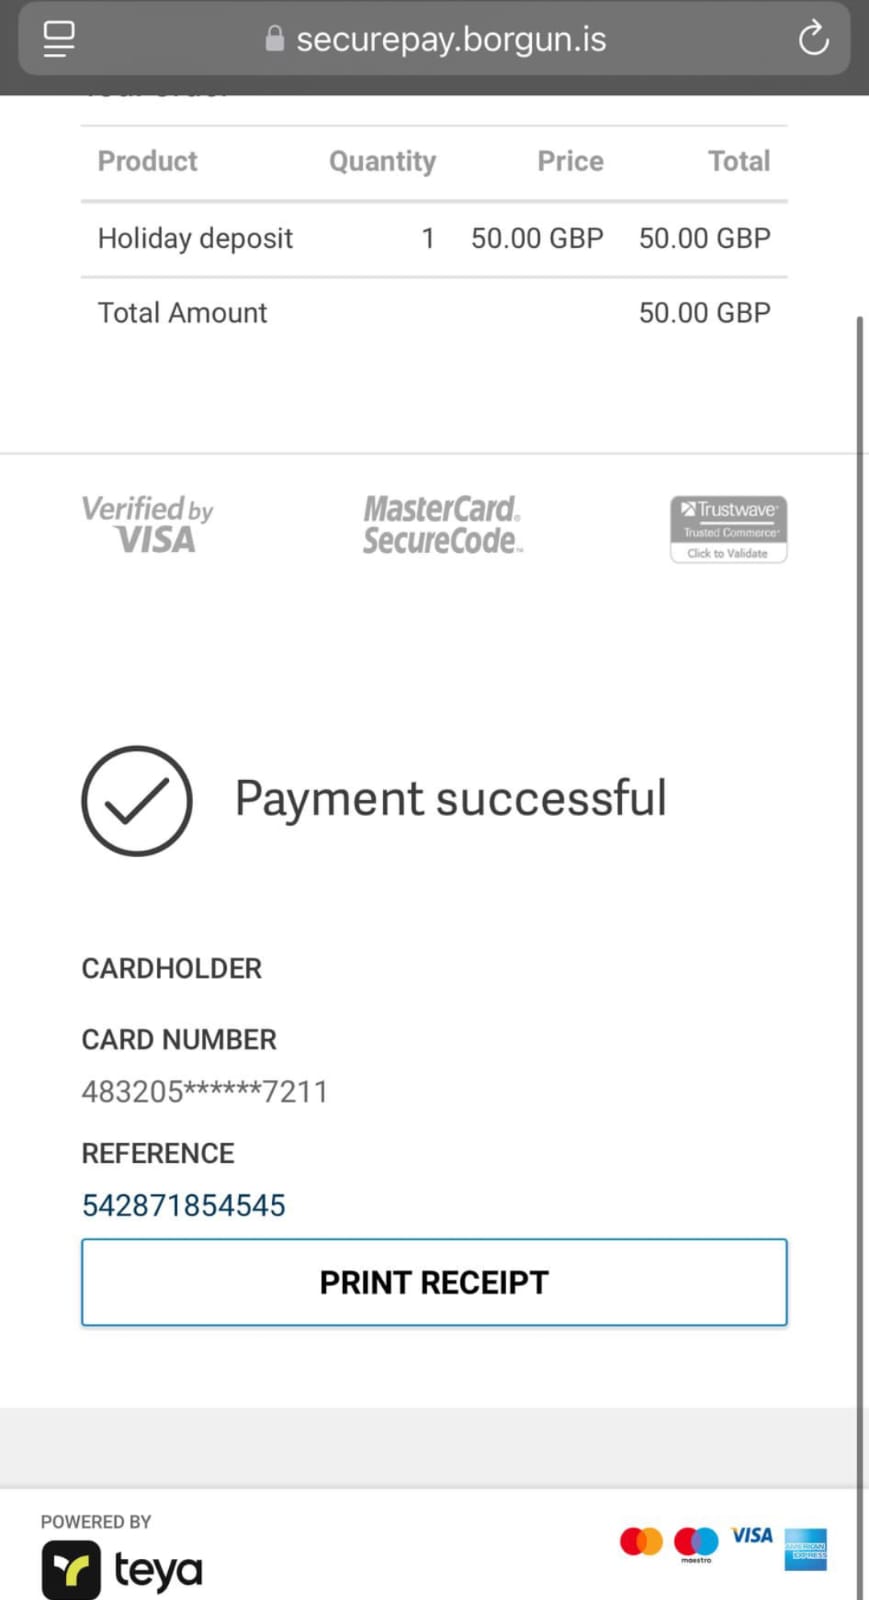 securepay.borgun.is
Product Quantity Price Total
Holiday deposit 1 50.00 GBP 50.00 GBP
Total Amount 50.00 GBP
Verified by
VISA
MasterCard.
SecureCode.™
Trustwave®
Trusted Commerce®
Click to Validate
Payment successful
CARDHOLDER
CARD NUMBER
483205******7211
REFERENCE
542871854545
PRINT RECEIPT
POWERED BY
teya
maestro
VISA
AMERICAN
EXPRESS